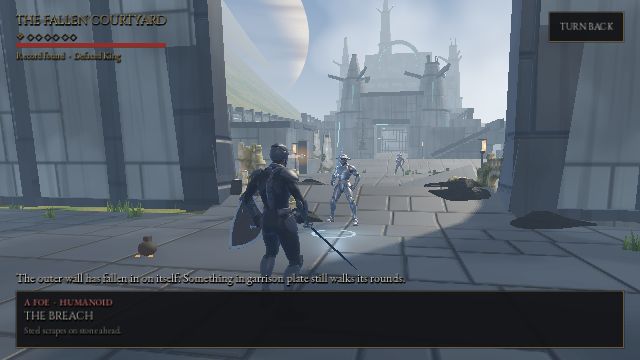 THE FALLEN COURTYARD
TURN BACK
Record found - Defaced King
The outer wall has fallen in on itself. Something in garrison plate still walks its rounds.
A FOE - HUMANOID
THE BREACH
Steel scrapes on stone ahead.